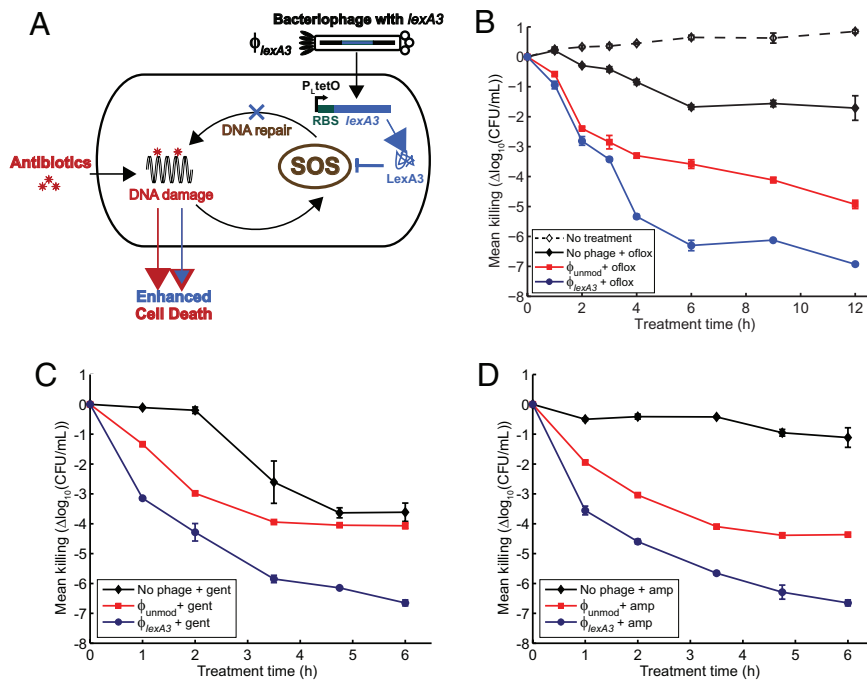 A
Bacteriophage with lexA3
ϕlexA3
PLtetO
RBS lexA3
DNA repair
SOS
LexA3
Antibiotics
DNA damage
Enhanced
Cell Death
B
Mean killing (Δlog10(CFU/mL))
1
0
−1
−2
−3
−4
−5
−6
−7
−8
No treatment
No phage + oflox
ϕunmod + oflox
ϕlexA3 + oflox
0 2 4 6 8 10 12
Treatment time (h)
C
Mean killing (Δlog10(CFU/mL))
1
0
−1
−2
−3
−4
−5
−6
−7
−8
No phage + gent
ϕunmod + gent
ϕlexA3 + gent
0 1 2 3 4 5 6
Treatment time (h)
D
Mean killing (Δlog10(CFU/mL))
1
0
−1
−2
−3
−4
−5
−6
−7
−8
No phage + amp
ϕunmod + amp
ϕlexA3 + amp
0 1 2 3 4 5 6
Treatment time (h)